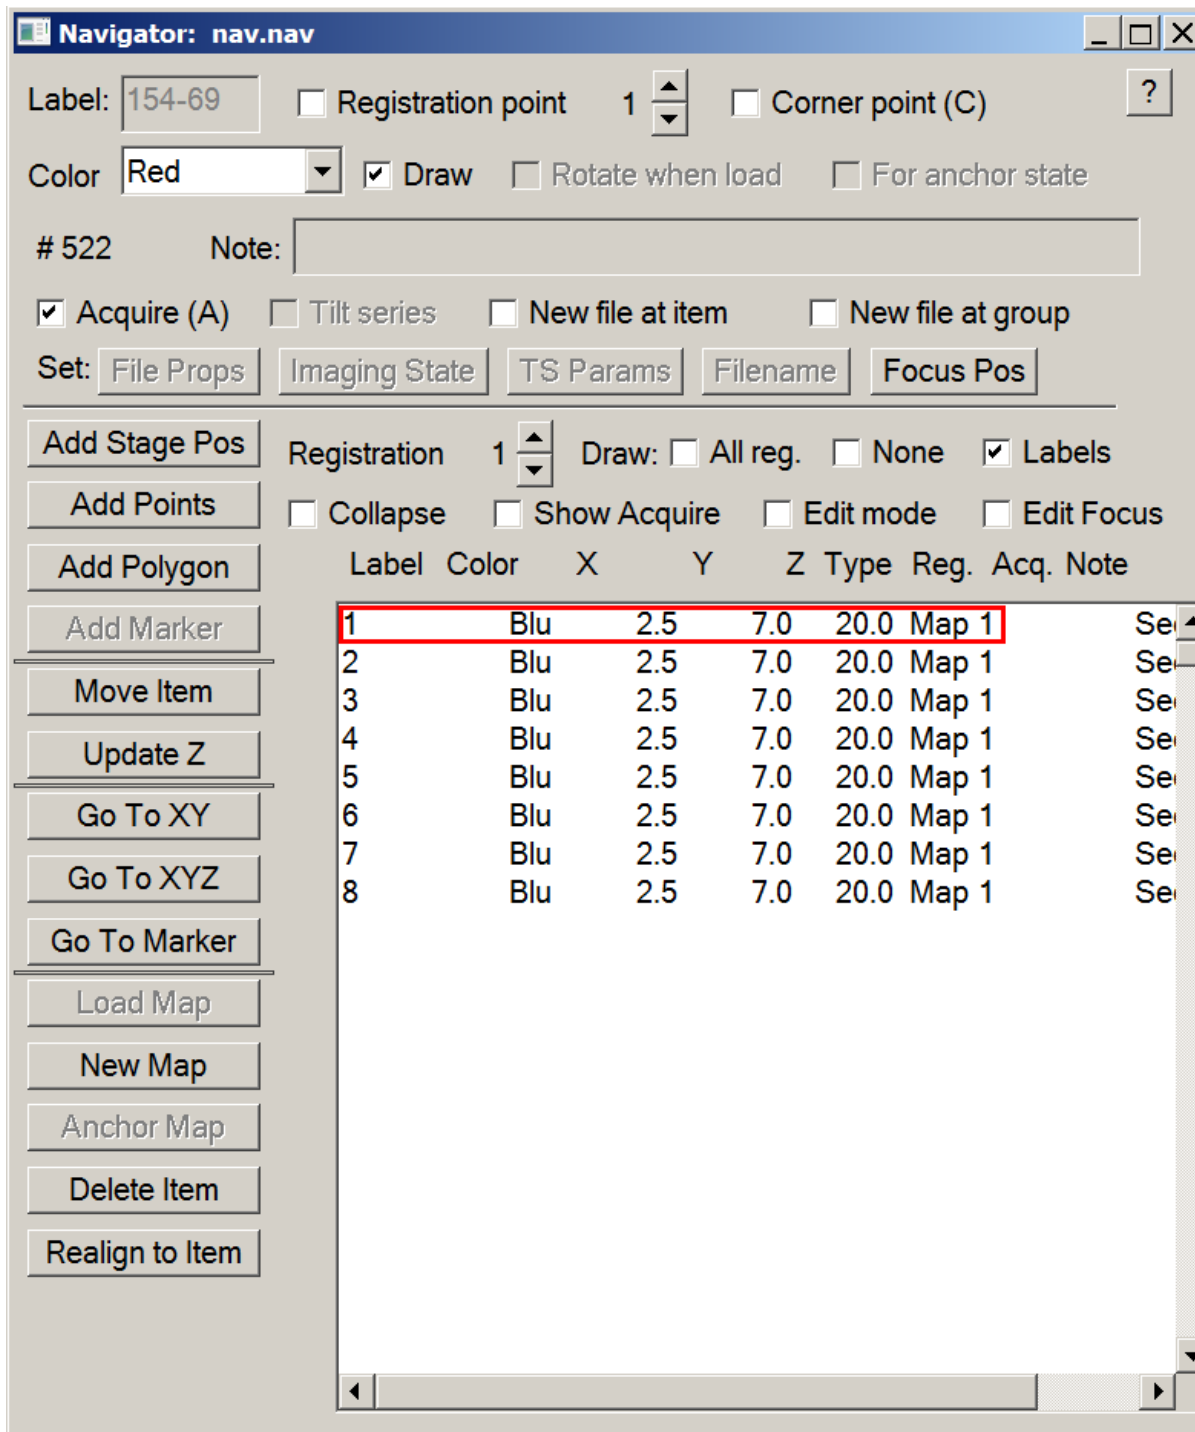 Navigator: nav.nav
Label: 154-69 Registration point 1 Corner point (C) ?
Color Red Draw Rotate when load For anchor state
# 522 Note:
Acquire (A) Tilt series New file at item New file at group
Set: File Props Imaging State TS Params Filename Focus Pos
Add Stage Pos Registration 1 Draw: All reg. None Labels
Add Points Collapse Show Acquire Edit mode Edit Focus
Add Polygon Label Color X Y Z Type Reg. Acq. Note
Add Marker 1 Blu 2.5 7.0 20.0 Map 1 Sec
2 Blu 2.5 7.0 20.0 Map 1 Sec
Move Item 3 Blu 2.5 7.0 20.0 Map 1 Sec
Update Z 4 Blu 2.5 7.0 20.0 Map 1 Sec
5 Blu 2.5 7.0 20.0 Map 1 Sec
Go To XY 6 Blu 2.5 7.0 20.0 Map 1 Sec
7 Blu 2.5 7.0 20.0 Map 1 Sec
Go To XYZ 8 Blu 2.5 7.0 20.0 Map 1 Sec
Go To Marker
Load Map
New Map
Anchor Map
Delete Item
Realign to Item